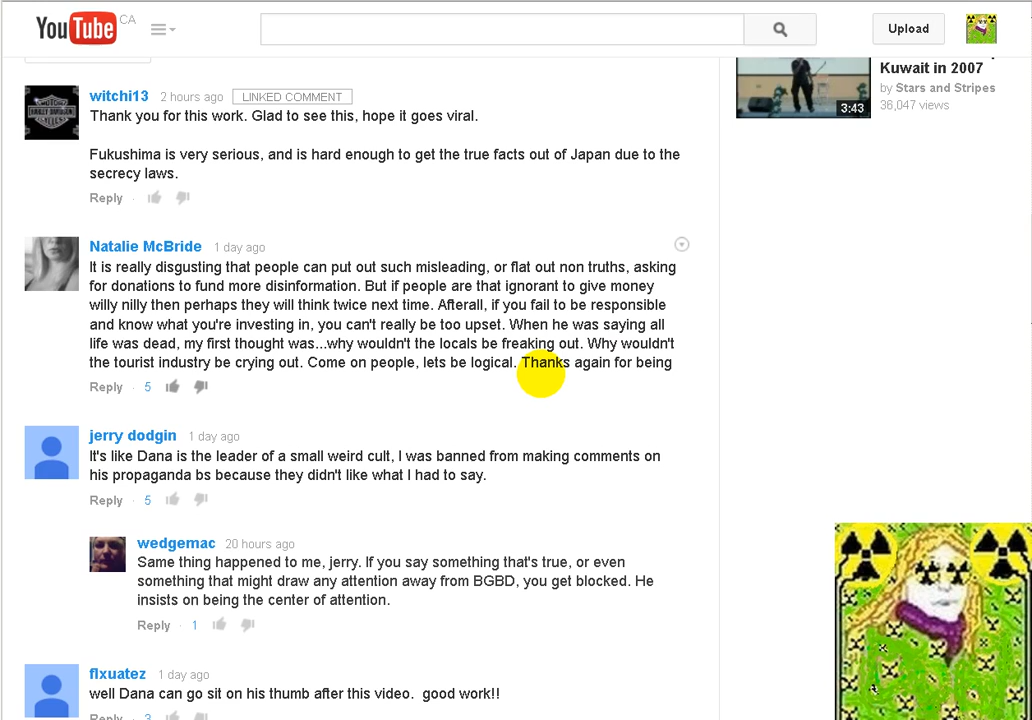 YouTube CA
Upload
Kuwait in 2007
by Stars and Stripes
36,047 views
3:43
witchi13 2 hours ago LINKED COMMENT
Thank you for this work. Glad to see this, hope it goes viral.
Fukushima is very serious, and is hard enough to get the true facts out of Japan due to the
secrecy laws.
Reply ·
Natalie McBride 1 day ago
It is really disgusting that people can put out such misleading, or flat out non truths, asking
for donations to fund more disinformation. But if people are that ignorant to give money
willy nilly then perhaps they will think twice next time. Afterall, if you fail to be responsible
and know what you're investing in, you can't really be too upset. When he was saying all
life was dead, my first thought was...why wouldn't the locals be freaking out. Why wouldn't
the tourist industry be crying out. Come on people, lets be logical. Thanks again for being
Reply · 5
jerry dodgin 1 day ago
It's like Dana is the leader of a small weird cult, I was banned from making comments on
his propaganda bs because they didn't like what I had to say.
Reply · 5
wedgemac 20 hours ago
Same thing happened to me, jerry. If you say something that's true, or even
something that might draw any attention away from BGBD, you get blocked. He
insists on being the center of attention.
Reply · 1
flxuatez 1 day ago
well Dana can go sit on his thumb after this video. good work!!
Reply · 3